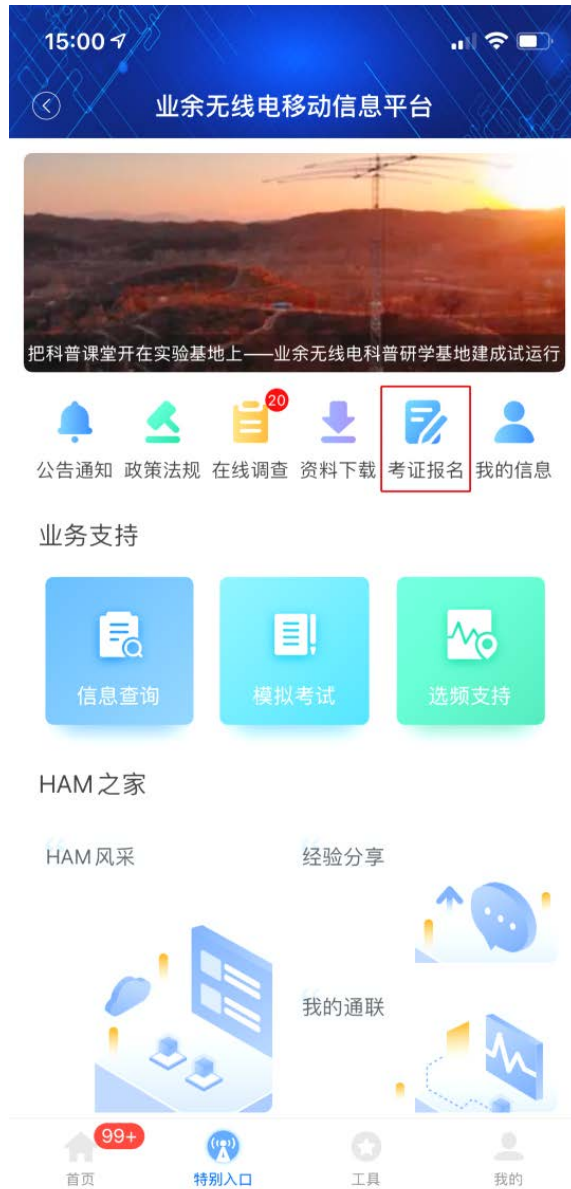 15:00
业余无线电移动信息平台
把科普课堂开在实验基地上——业余无线电科普研学基地建成试运行
20
公告通知 政策法规 在线调查 资料下载 考证报名 我的信息
业务支持
信息查询 模拟考试 选频支持
HAM之家
HAM风采 经验分享
我的通联
99+
首页 特别入口 工具 我的